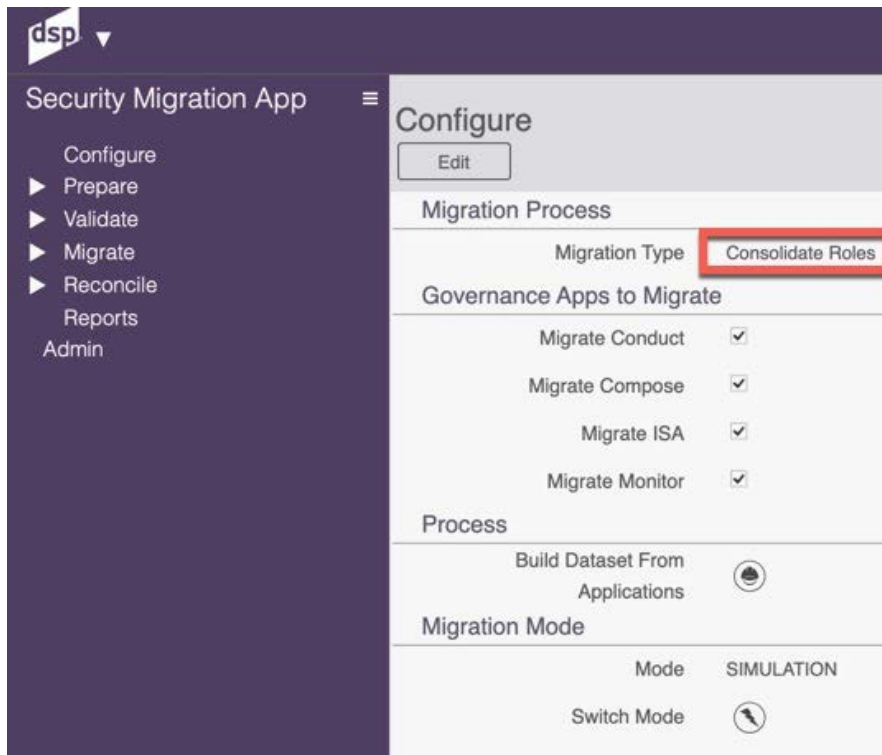 dsp
Security Migration App
Configure
Prepare
Validate
Migrate
Reconcile
Reports
Admin
Configure
Edit
Migration Process
Migration Type Consolidate Roles
Governance Apps to Migrate
Migrate Conduct
Migrate Compose
Migrate ISA
Migrate Monitor
Process
Build Dataset From
Applications
Migration Mode
Mode SIMULATION
Switch Mode